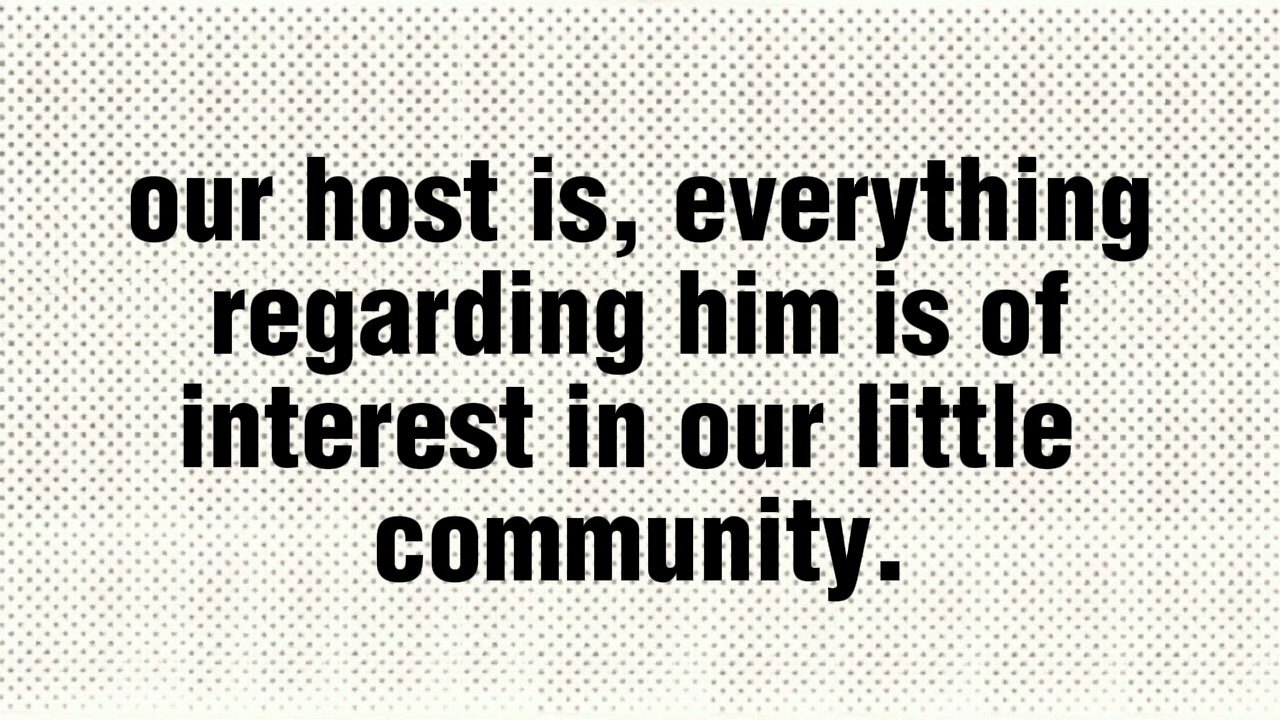 our host is, everything
regarding him is of
interest in our little
community.